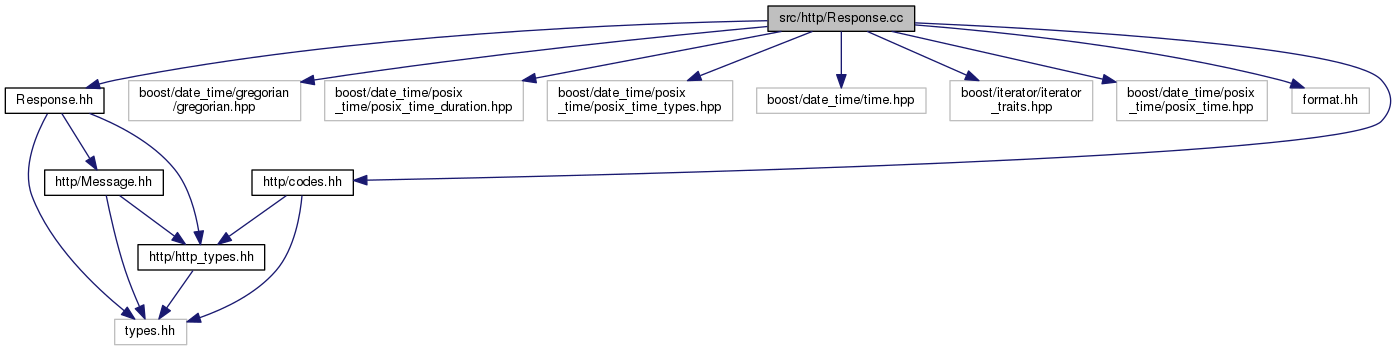 src/http/Response.cc
Response.hh
boost/date_time/gregorian
/gregorian.hpp
boost/date_time/posix
_time/posix_time_duration.hpp
boost/date_time/posix
_time/posix_time_types.hpp
boost/date_time/time.hpp
boost/iterator/iterator
_traits.hpp
boost/date_time/posix
_time/posix_time.hpp
format.hh
http/Message.hh
http/codes.hh
http/http_types.hh
types.hh